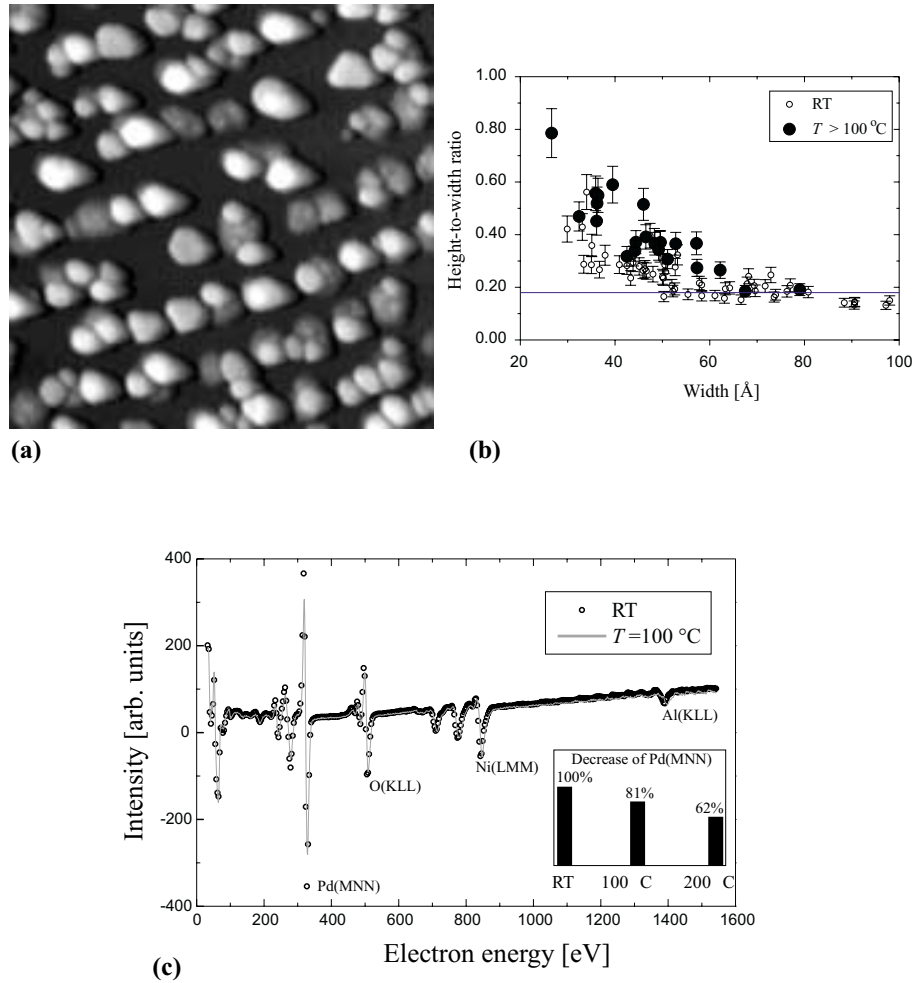 (a)
1.00
0.80
0.60
0.40
0.20
0.00
Height-to-width ratio
RT
T > 100 °C
20 40 60 80 100
Width [Å]
(b)
400
200
0
-200
-400
Intensity [arb. units]
RT
T =100 °C
Pd(MNN)
O(KLL)
Ni(LMM)
Al(KLL)
Decrease of Pd(MNN)
100%
81%
62%
RT 100 C 200 C
0 200 400 600 800 1000 1200 1400 1600
Electron energy [eV]
(c)